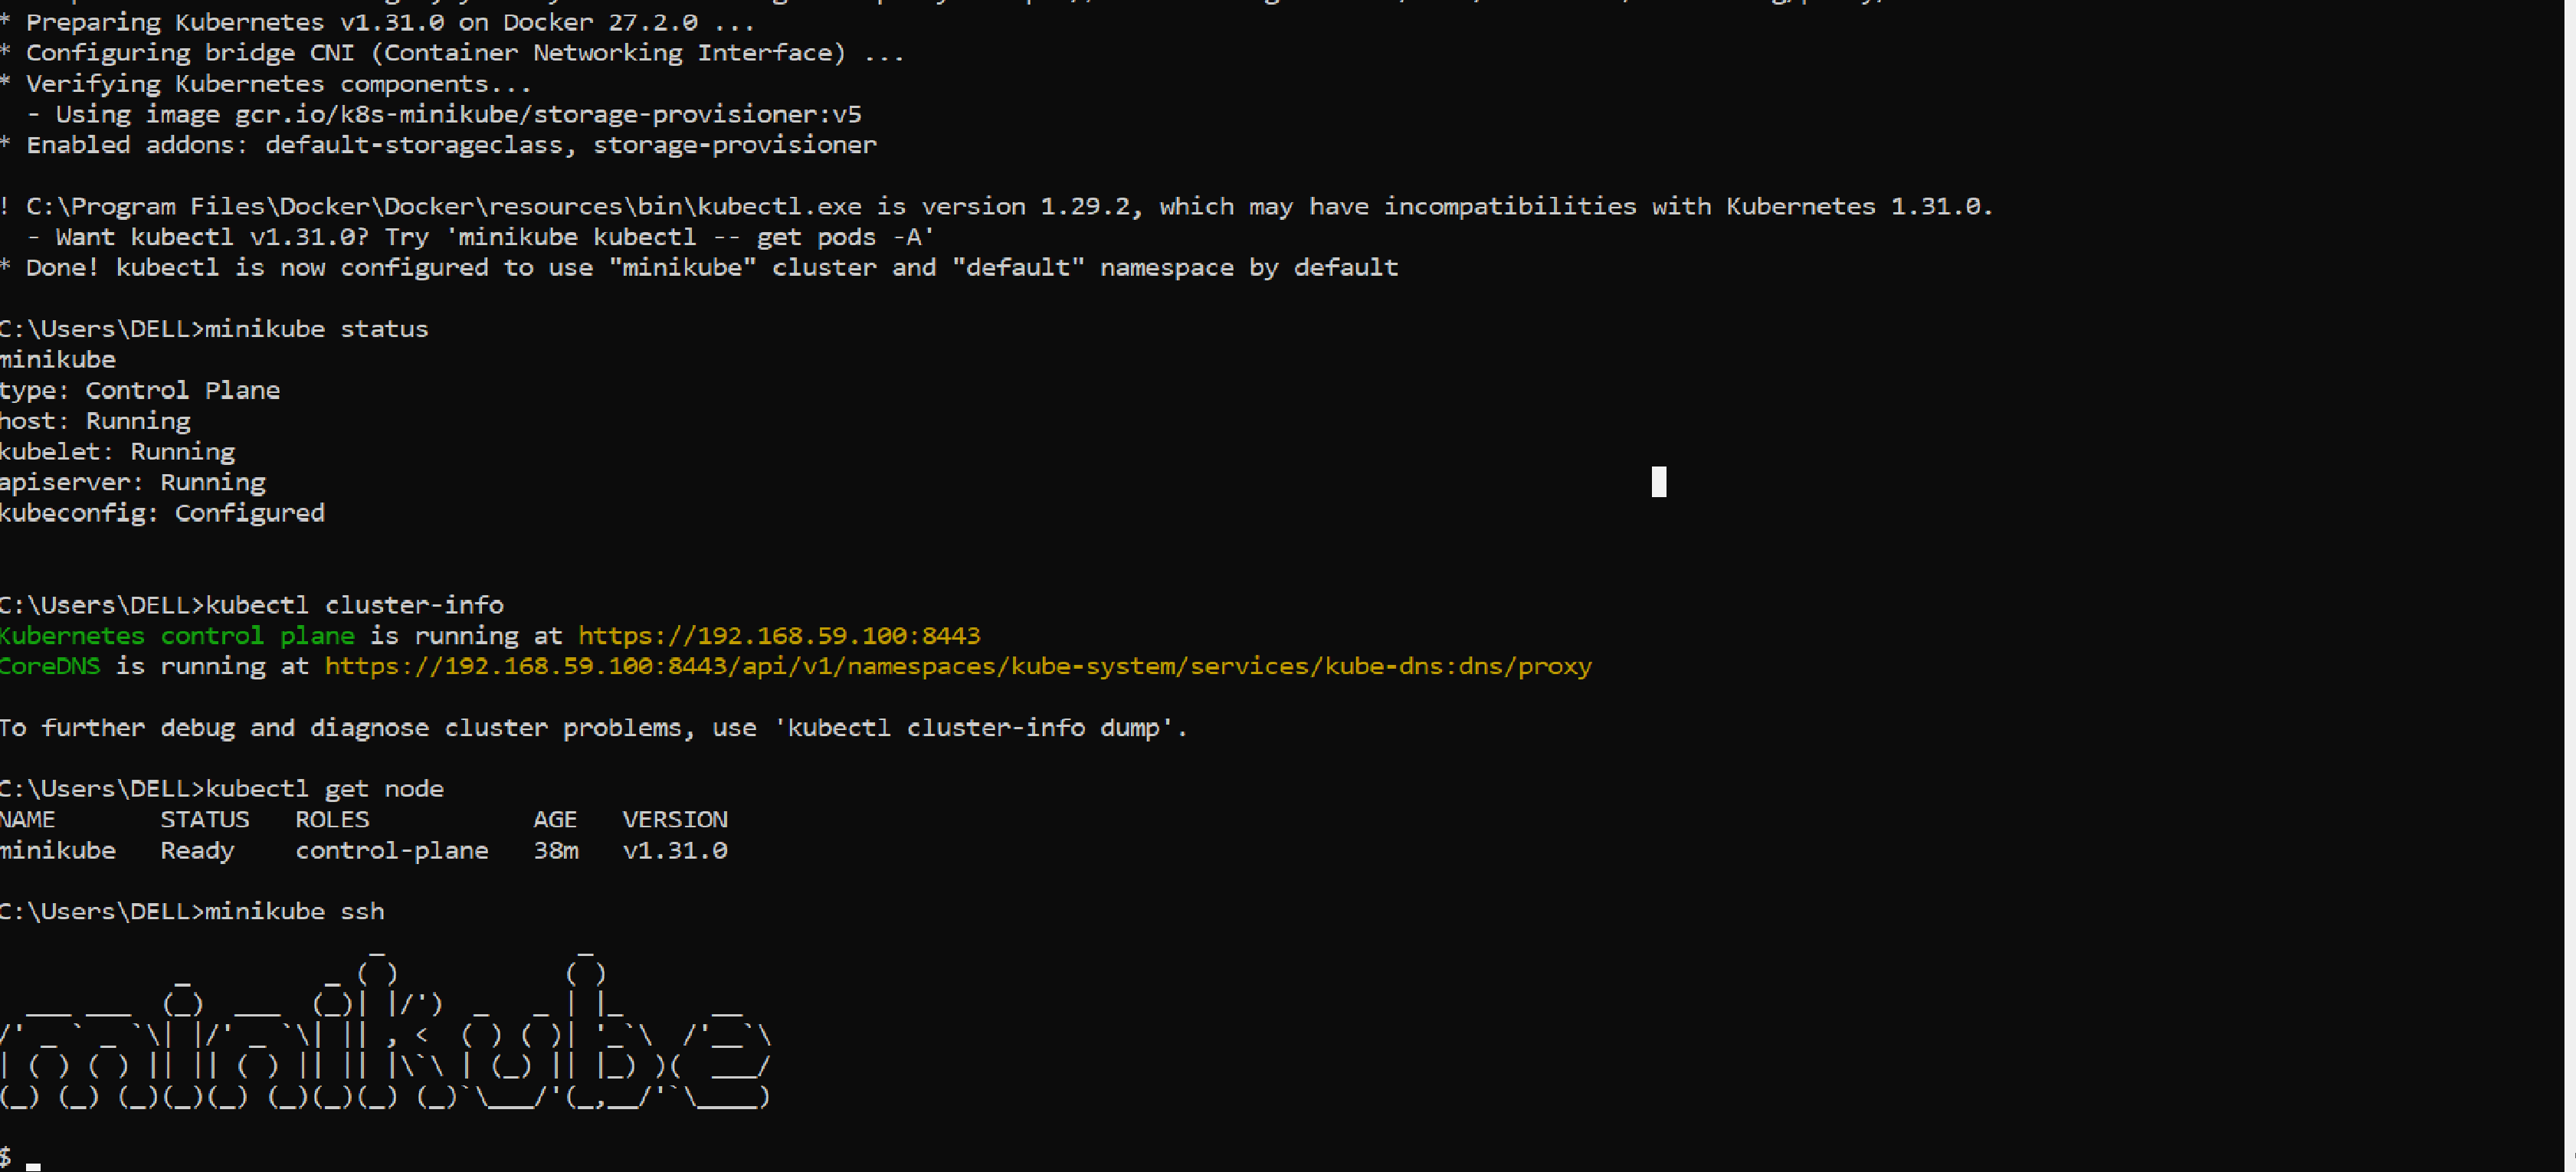 * Preparing Kubernetes v1.31.0 on Docker 27.2.0 ...
* Configuring bridge CNI (Container Networking Interface) ...
* Verifying Kubernetes components...
  - Using image gcr.io/k8s-minikube/storage-provisioner:v5
* Enabled addons: default-storageclass, storage-provisioner
! C:\Program Files\Docker\Docker\resources\bin\kubectl.exe is version 1.29.2, which may have incompatibilities with Kubernetes 1.31.0.
  - Want kubectl v1.31.0? Try 'minikube kubectl -- get pods -A'
* Done! kubectl is now configured to use "minikube" cluster and "default" namespace by default
C:\Users\DELL>minikube status
minikube
type: Control Plane
host: Running
kubelet: Running
apiserver: Running
kubeconfig: Configured
C:\Users\DELL>kubectl cluster-info
Kubernetes control plane is running at https://192.168.59.100:8443
CoreDNS is running at https://192.168.59.100:8443/api/v1/namespaces/kube-system/services/kube-dns:dns/proxy
To further debug and diagnose cluster problems, use 'kubectl cluster-info dump'.
C:\Users\DELL>kubectl get node
NAME       STATUS   ROLES           AGE   VERSION
minikube   Ready    control-plane   38m   v1.31.0
C:\Users\DELL>minikube ssh
minikube
$